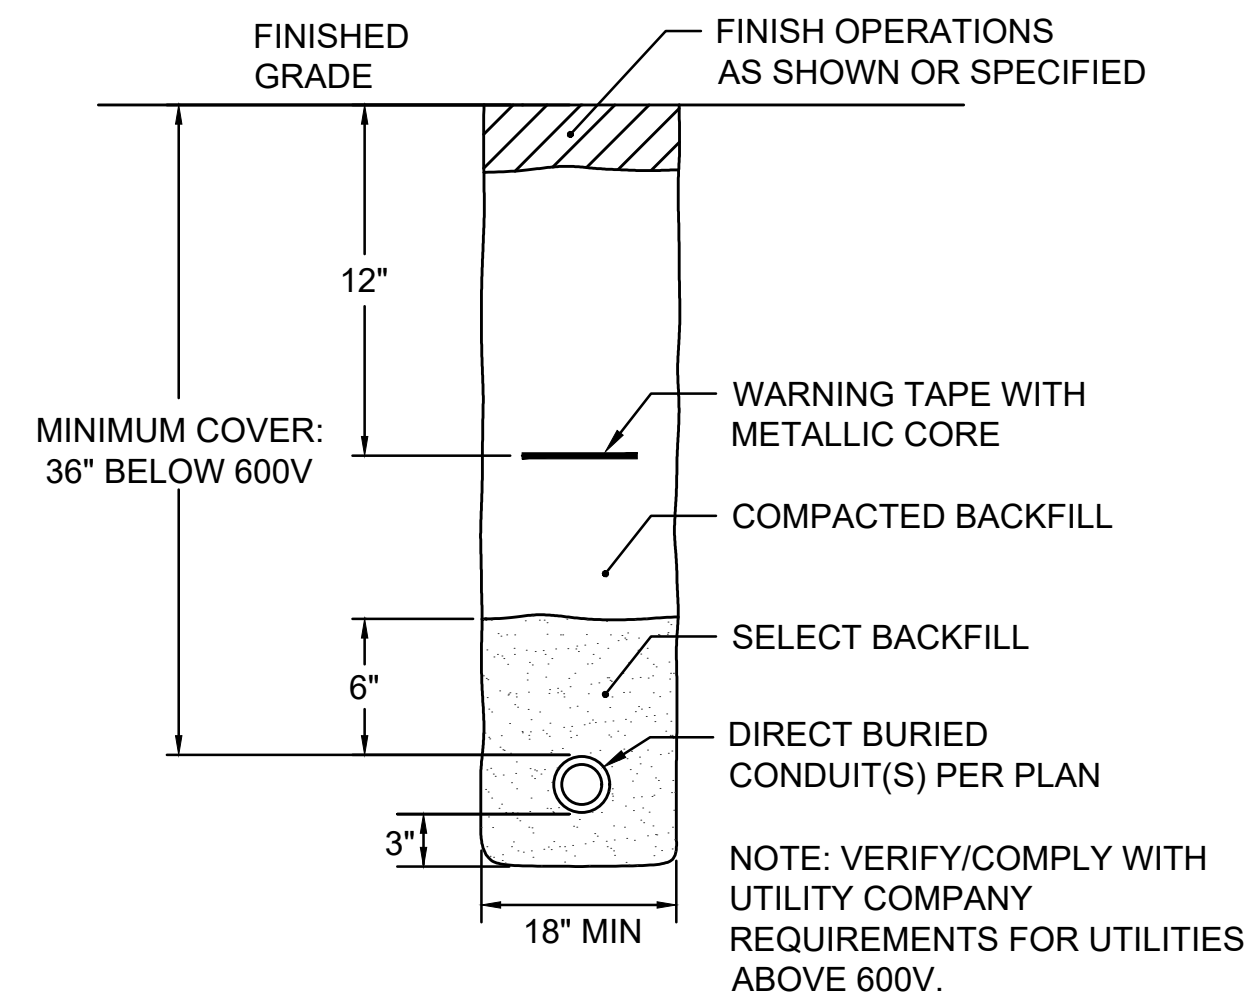 FINISHED
GRADE
FINISH OPERATIONS
AS SHOWN OR SPECIFIED
12"
WARNING TAPE WITH
METALLIC CORE
MINIMUM COVER:
36" BELOW 600V
COMPACTED BACKFILL
SELECT BACKFILL
6"
DIRECT BURIED
CONDUIT(S) PER PLAN
3"
18" MIN
NOTE: VERIFY/COMPLY WITH
UTILITY COMPANY
REQUIREMENTS FOR UTILITIES
ABOVE 600V.